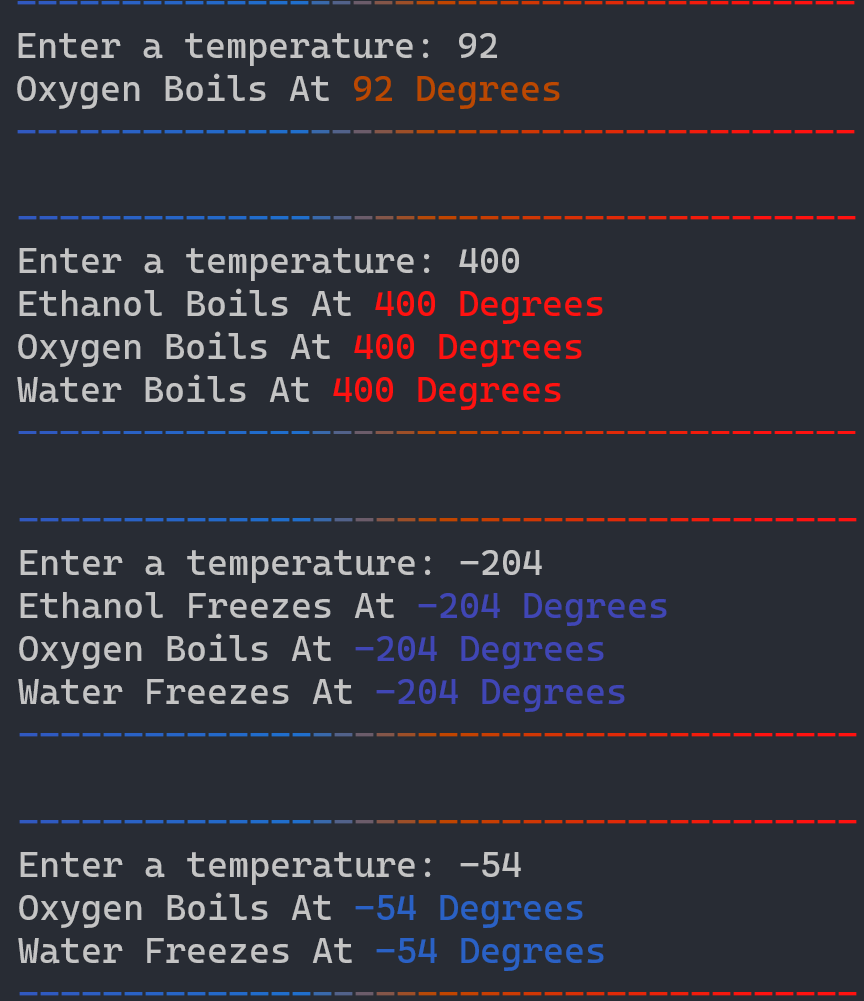 Enter a temperature: 92
Oxygen Boils At 92 Degrees
----------------------------------------
Enter a temperature: 400
Ethanol Boils At 400 Degrees
Oxygen Boils At 400 Degrees
Water Boils At 400 Degrees
----------------------------------------
Enter a temperature: -204
Ethanol Freezes At -204 Degrees
Oxygen Boils At -204 Degrees
Water Freezes At -204 Degrees
----------------------------------------
Enter a temperature: -54
Oxygen Boils At -54 Degrees
Water Freezes At -54 Degrees
----------------------------------------